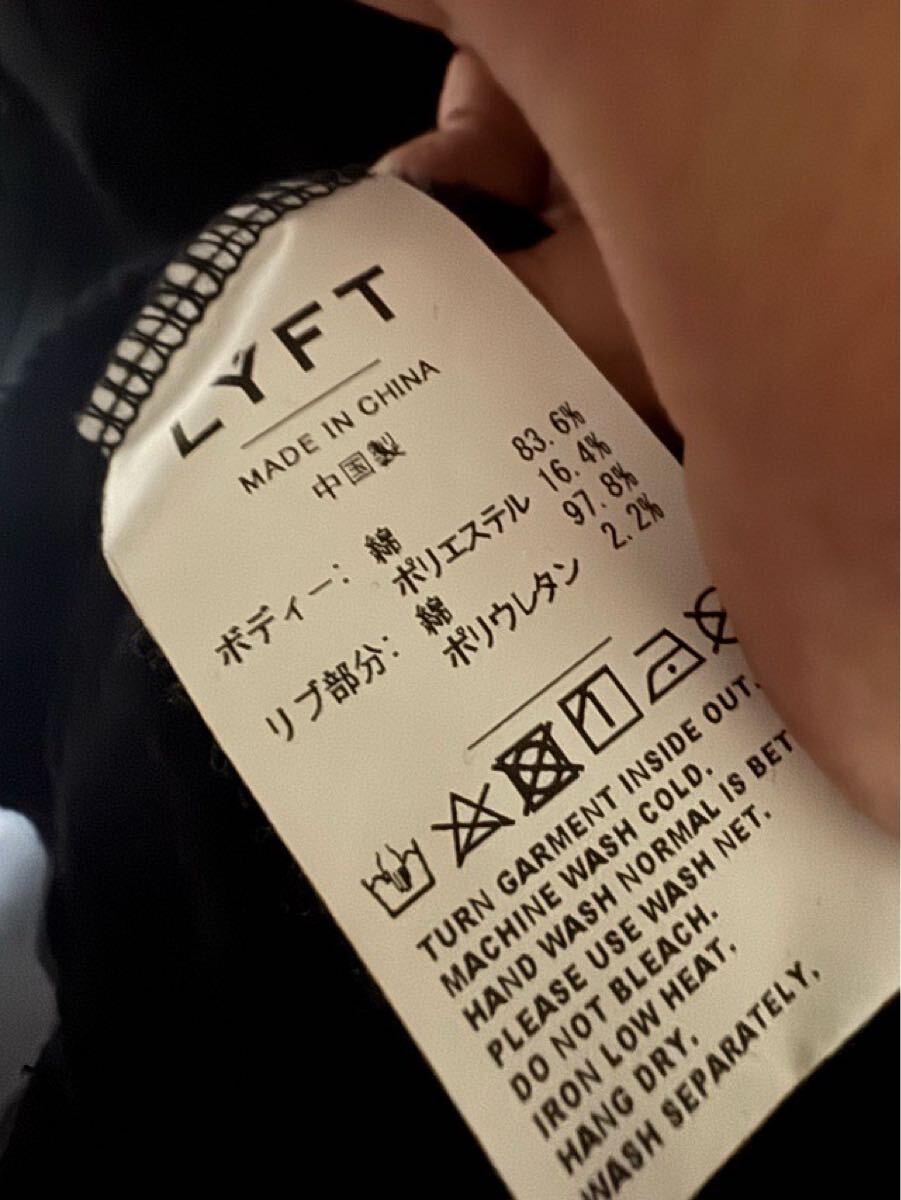 LYFT
MADE IN CHINA
中国製
ボディー: 綿 83.6%
ポリエステル 16.4%
リブ部分: 綿 97.8%
ポリウレタン 2.2%
TURN GARMENT INSIDE OUT.
MACHINE WASH COLD.
HAND WASH NORMAL IS
PLEASE USE WASH NET.
DO NOT BLEACH.
IRON LOW HEAT.
HANG DRY.
WASH SEPARATELY,